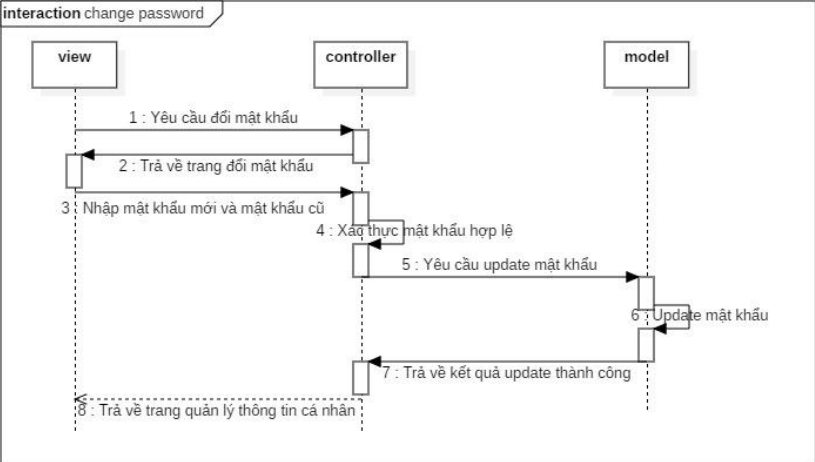 interaction change password
view
controller
model
1 : Yêu cầu đổi mật khẩu
2 : Trả về trang đổi mật khẩu
3 : Nhập mật khẩu mới và mật khẩu cũ
4 : Xác thực mật khẩu hợp lệ
5 : Yêu cầu update mật khẩu
6 : Update mật khẩu
7 : Trả về kết quả update thành công
8 : Trả về trang quản lý thông tin cá nhân